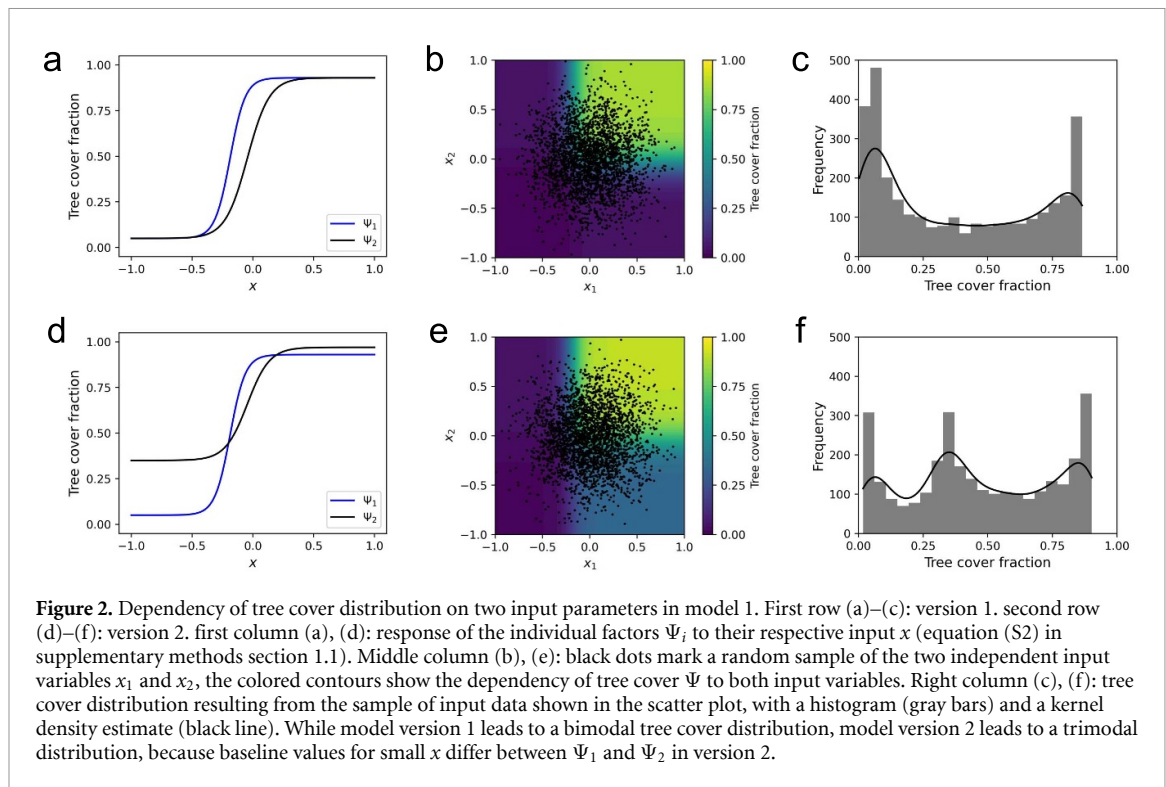 a
1.00
0.75
0.50
0.25
0.00
Tree cover fraction
−1.0 −0.5 0.0 0.5 1.0
x
Ψ1
Ψ2
b
1.0
0.5
0.0
−0.5
−1.0
x2
−1.0 −0.5 0.0 0.5 1.0
x1
1.00
0.75
0.50
0.25
0.00
Tree cover fraction
c
500
400
300
200
100
0
Frequency
0.00 0.25 0.50 0.75 1.00
Tree cover fraction
d
1.00
0.75
0.50
0.25
0.00
Tree cover fraction
−1.0 −0.5 0.0 0.5 1.0
x
Ψ1
Ψ2
e
1.0
0.5
0.0
−0.5
−1.0
x2
−1.0 −0.5 0.0 0.5 1.0
x1
1.00
0.75
0.50
0.25
0.00
Tree cover fraction
f
500
400
300
200
100
0
Frequency
0.00 0.25 0.50 0.75 1.00
Tree cover fraction
Figure 2. Dependency of tree cover distribution on two input parameters in model 1. First row (a)–(c): version 1. second row
(d)–(f): version 2. first column (a), (d): response of the individual factors Ψi to their respective input x (equation (S2) in
supplementary methods section 1.1). Middle column (b), (e): black dots mark a random sample of the two independent input
variables x1 and x2, the colored contours show the dependency of tree cover Ψ to both input variables. Right column (c), (f): tree
cover distribution resulting from the sample of input data shown in the scatter plot, with a histogram (gray bars) and a kernel
density estimate (black line). While model version 1 leads to a bimodal tree cover distribution, model version 2 leads to a trimodal
distribution, because baseline values for small x differ between Ψ1 and Ψ2 in version 2.